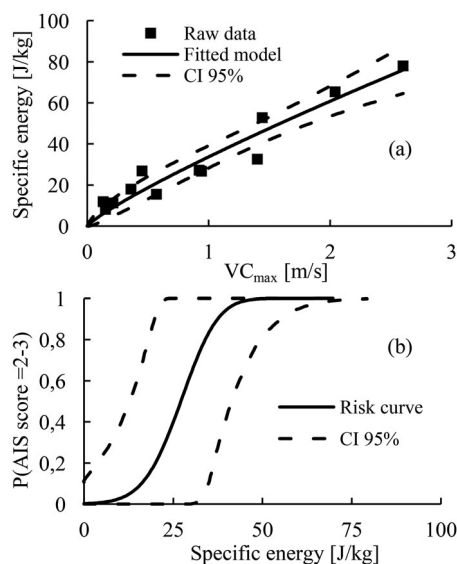 100
80
60
40
20
0
Specific energy [J/kg]
Raw data
Fitted model
CI 95%
(a)
0 1 2 3
VCmax [m/s]
1
0,8
0,6
0,4
0,2
0
P(AIS score =2-3)
(b)
Risk curve
CI 95%
0 25 50 75 100
Specific energy [J/kg]